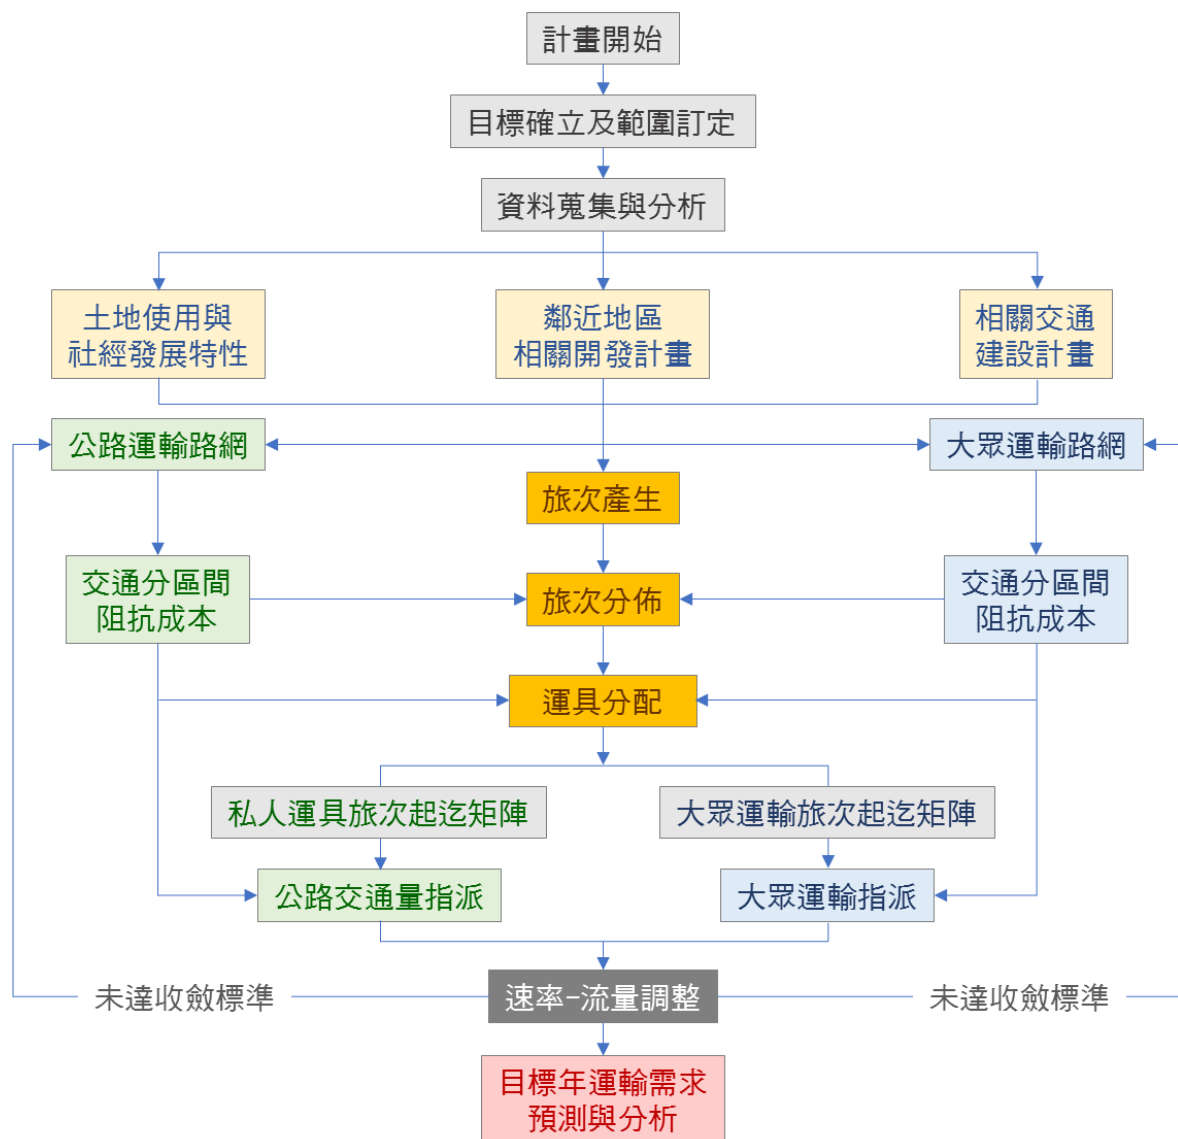 計畫開始
目標確立及範圍訂定
資料蒐集與分析
土地使用與
社經發展特性
鄰近地區
相關開發計畫
相關交通
建設計畫
公路運輸路網
大眾運輸路網
旅次產生
交通分區間
阻抗成本
旅次分佈
交通分區間
阻抗成本
運具分配
私人運具旅次起迄矩陣
大眾運輸旅次起迄矩陣
公路交通量指派
大眾運輸指派
未達收斂標準
速率-流量調整
未達收斂標準
目標年運輸需求
預測與分析